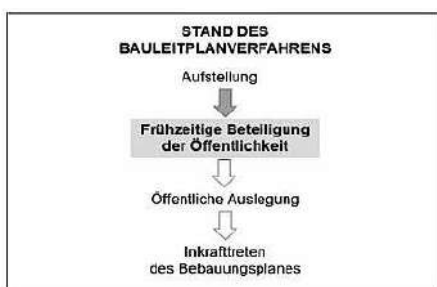 STAND DES
BAULEITPLANVERFAHRENS
Aufstellung
Frühzeitige Beteiligung
der Öffentlichkeit
Öffentliche Auslegung
Inkrafttreten
des Bebauungsplanes